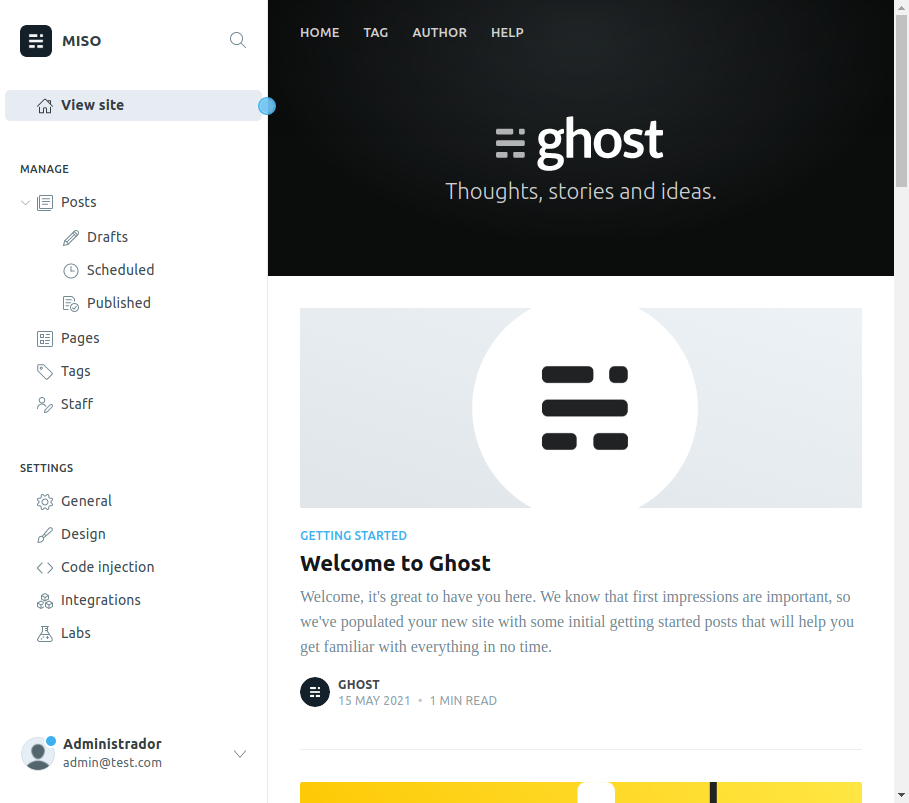 MISO
View site
MANAGE
Posts
Drafts
Scheduled
Published
Pages
Tags
Staff
SETTINGS
General
Design
Code injection
Integrations
Labs
Administrador
admin@test.com
HOME TAG AUTHOR HELP
ghost
Thoughts, stories and ideas.
GETTING STARTED
Welcome to Ghost
Welcome, it's great to have you here. We know that first impressions are important, so
we've populated your new site with some initial getting started posts that will help you
get familiar with everything in no time.
GHOST
15 MAY 2021 • 1 MIN READ